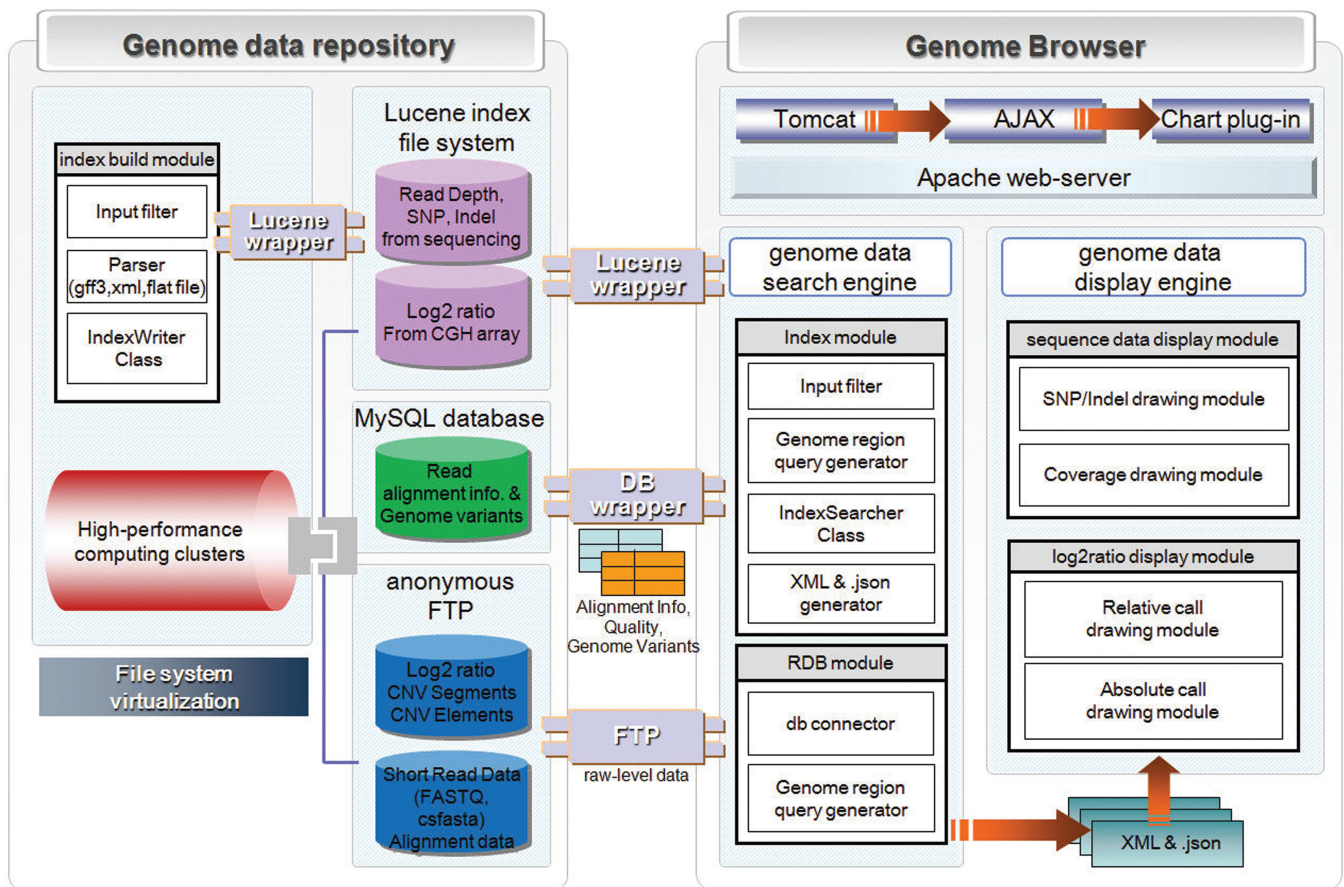 Genome data repository
index build module
Input filter
Parser
(gff3,xml,flat file)
IndexWriter
Class
Lucene
wrapper
High-performance
computing clusters
File system
virtualization
Lucene index
file system
Read Depth,
SNP, Indel
from sequencing
Log2 ratio
From CGH array
MySQL database
Read
alignment info. &
Genome variants
anonymous
FTP
Log2 ratio
CNV Segments
CNV Elements
Short Read Data
(FASTQ,
csfasta)
Alignment data
Lucene
wrapper
DB
wrapper
Alignment Info,
Quality,
Genome Variants
FTP
raw-level data
Genome Browser
Tomcat
AJAX
Chart plug-in
Apache web-server
genome data
search engine
Index module
Input filter
Genome region
query generator
IndexSearcher
Class
XML & .json
generator
RDB module
db connector
Genome region
query generator
genome data
display engine
sequence data display module
SNP/Indel drawing module
Coverage drawing module
log2ratio display module
Relative call
drawing module
Absolute call
drawing module
XML & .json